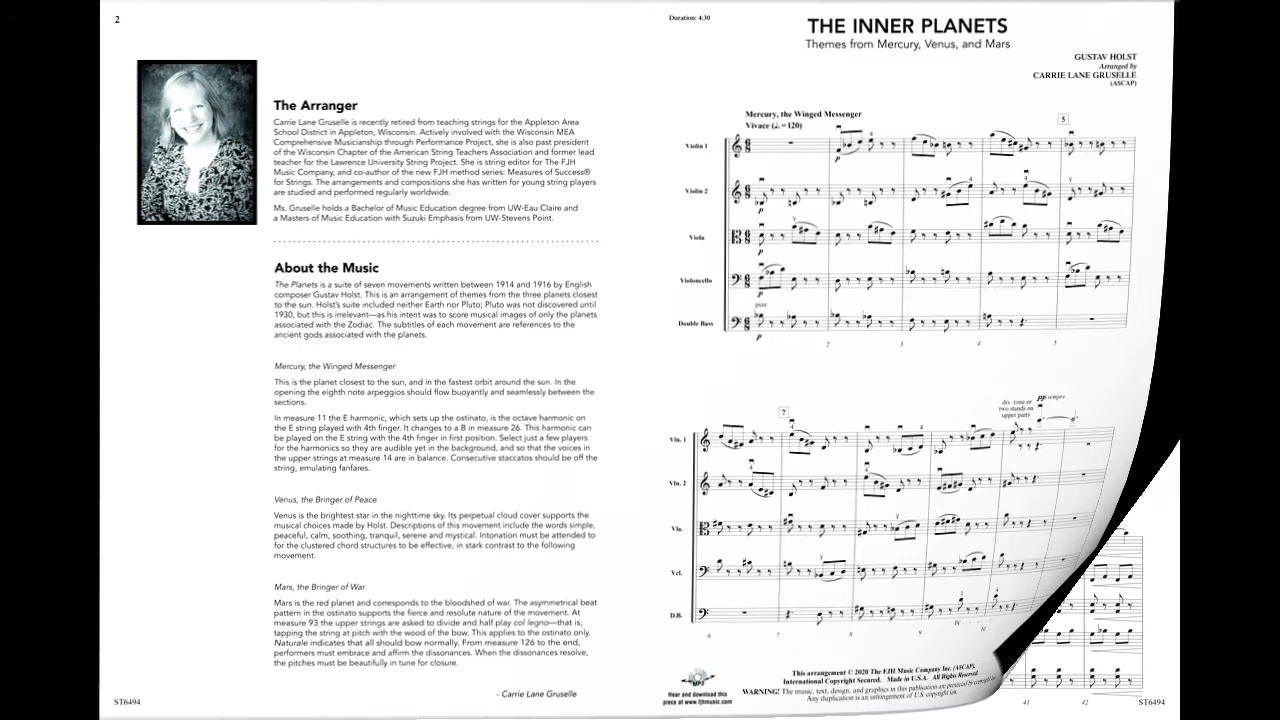 2
The Arranger
Carrie Lane Gruselle is recently retired from teaching strings for the Appleton Area
School District in Appleton, Wisconsin. Actively involved with the Wisconsin MEA
Comprehensive Musicianship through Performance Project, she is also past president
of the Wisconsin Chapter of the American String Teachers Association and former lead
teacher for the Lawrence University String Project. She is string editor for The FJH
Music Company, and co-author of the new FJH method series: Measures of Success®
for Strings. The arrangements and compositions she has written for young string players
are studied and performed regularly worldwide.
Ms. Gruselle holds a Bachelor of Music Education degree from UW-Eau Claire and
a Masters of Music Education with Suzuki Emphasis from UW-Stevens Point.
About the Music
The Planets is a suite of seven movements written between 1914 and 1916 by English
composer Gustav Holst. This is an arrangement of themes from the three planets closest
to the sun. Holst's suite included neither Earth nor Pluto; Pluto was not discovered until
1930, but this is irrelevant—as his intent was to score musical images of only the planets
associated with the Zodiac. The subtitles of each movement are references to the
ancient gods associated with the planets.
Mercury, the Winged Messenger
This is the planet closest to the sun, and in the fastest orbit around the sun. In the
opening the eighth note arpeggios should flow buoyantly and seamlessly between the
sections.
In measure 11 the E harmonic, which sets up the ostinato, is the octave harmonic on
the E string played with 4th finger. It changes to a B in measure 26. This harmonic can
be played on the E string with the 4th finger in first position. Select just a few players
for the harmonics so they are audible yet in the background, and so that the voices in
the upper strings at measure 14 are in balance. Consecutive staccatos should be off the
string, emulating fanfares.
Venus, the Bringer of Peace
Venus is the brightest star in the nighttime sky. Its perpetual cloud cover supports the
musical choices made by Holst. Descriptions of this movement include the words simple,
peaceful, calm, soothing, tranquil, serene and mystical. Intonation must be attended to
for the clustered chord structures to be effective, in stark contrast to the following
movement.
Mars, the Bringer of War
Mars is the red planet and corresponds to the bloodshed of war. The asymmetrical beat
pattern in the ostinato supports the fierce and resolute nature of the movement. At
measure 93 the upper strings are asked to divide and half play col legno—that is,
tapping the string at pitch with the wood of the bow. This applies to the ostinato only.
Naturale indicates that all should bow normally. From measure 126 to the end,
performers must embrace and affirm the dissonances. When the dissonances resolve,
the pitches must be beautifully in tune for closure.
- Carrie Lane Gruselle
ST6494
Duration: 4:30
THE INNER PLANETS
Themes from Mercury, Venus, and Mars
GUSTAV HOLST
Arranged by
CARRIE LANE GRUSELLE
(ASCAP)
Mercury, the Winged Messenger
Vivace (♩. = 120)
5
Violin 1
p
Violin 2
p
Viola
p
Violoncello
p
pizz.
Double Bass
p
2 3 4 5
7
div. (one or
two stands on
upper part)
pp sempre
Vln. 1
Vln. 2
Vla.
Vcl.
D.B.
6 7 8 9 10
MP3
Hear and download this
piece at www.fjhmusic.com
This arrangement © 2020 The FJH Music Company Inc. (ASCAP).
International Copyright Secured. Made in U.S.A. All Rights Reserved
WARNING! The music, text, design, and graphics in this publication are protected by copyright
Any duplication is an infringement of U.S. copyright law
41 42
ST6494